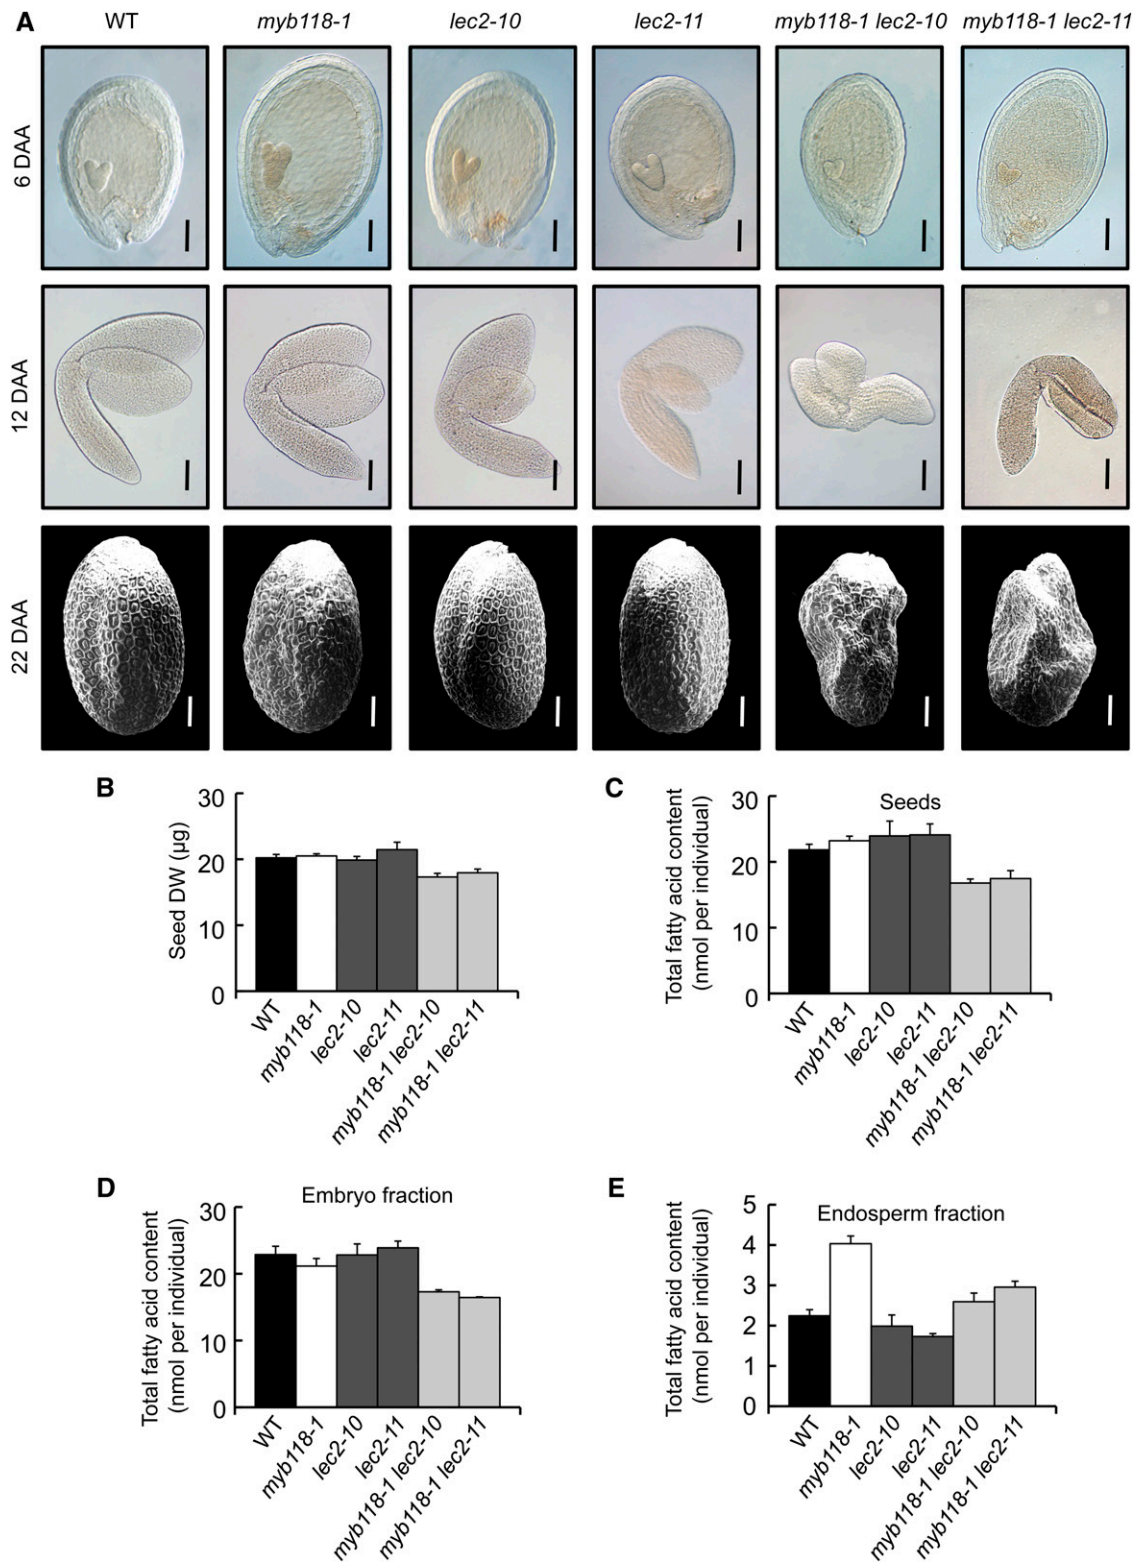 A
WT
myb118-1
lec2-10
lec2-11
myb118-1 lec2-10
myb118-1 lec2-11
6 DAA
12 DAA
22 DAA
B
30
20
10
0
Seed DW (µg)
WT
myb118-1
lec2-10
lec2-11
myb118-1 lec2-10
myb118-1 lec2-11
C
Seeds
30
20
10
0
Total fatty acid content
(nmol per individual)
WT
myb118-1
lec2-10
lec2-11
myb118-1 lec2-10
myb118-1 lec2-11
D
Embryo fraction
30
20
10
0
Total fatty acid content
(nmol per individual)
WT
myb118-1
lec2-10
lec2-11
myb118-1 lec2-10
myb118-1 lec2-11
E
Endosperm fraction
5
4
3
2
1
0
Total fatty acid content
(nmol per individual)
WT
myb118-1
lec2-10
lec2-11
myb118-1 lec2-10
myb118-1 lec2-11